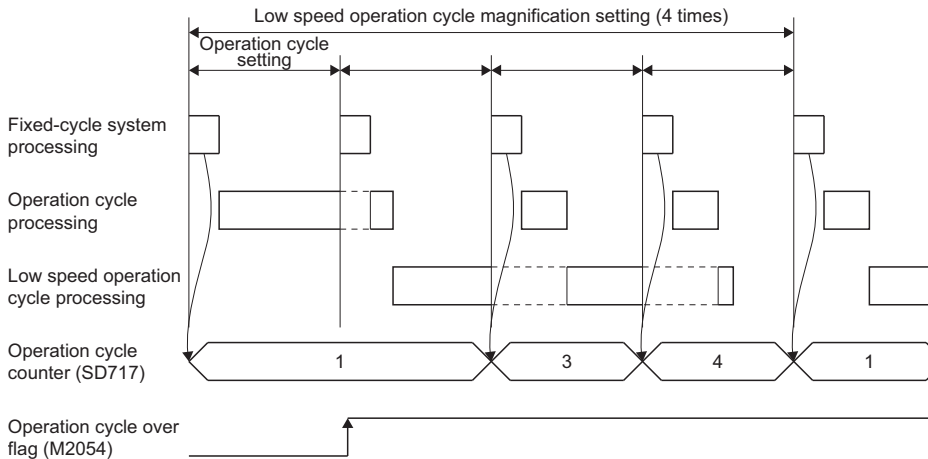 Low speed operation cycle magnification setting (4 times)
Operation cycle
setting
Fixed-cycle system
processing
Operation cycle
processing
Low speed operation
cycle processing
Operation cycle
counter (SD717)
1
3
4
1
Operation cycle over
flag (M2054)